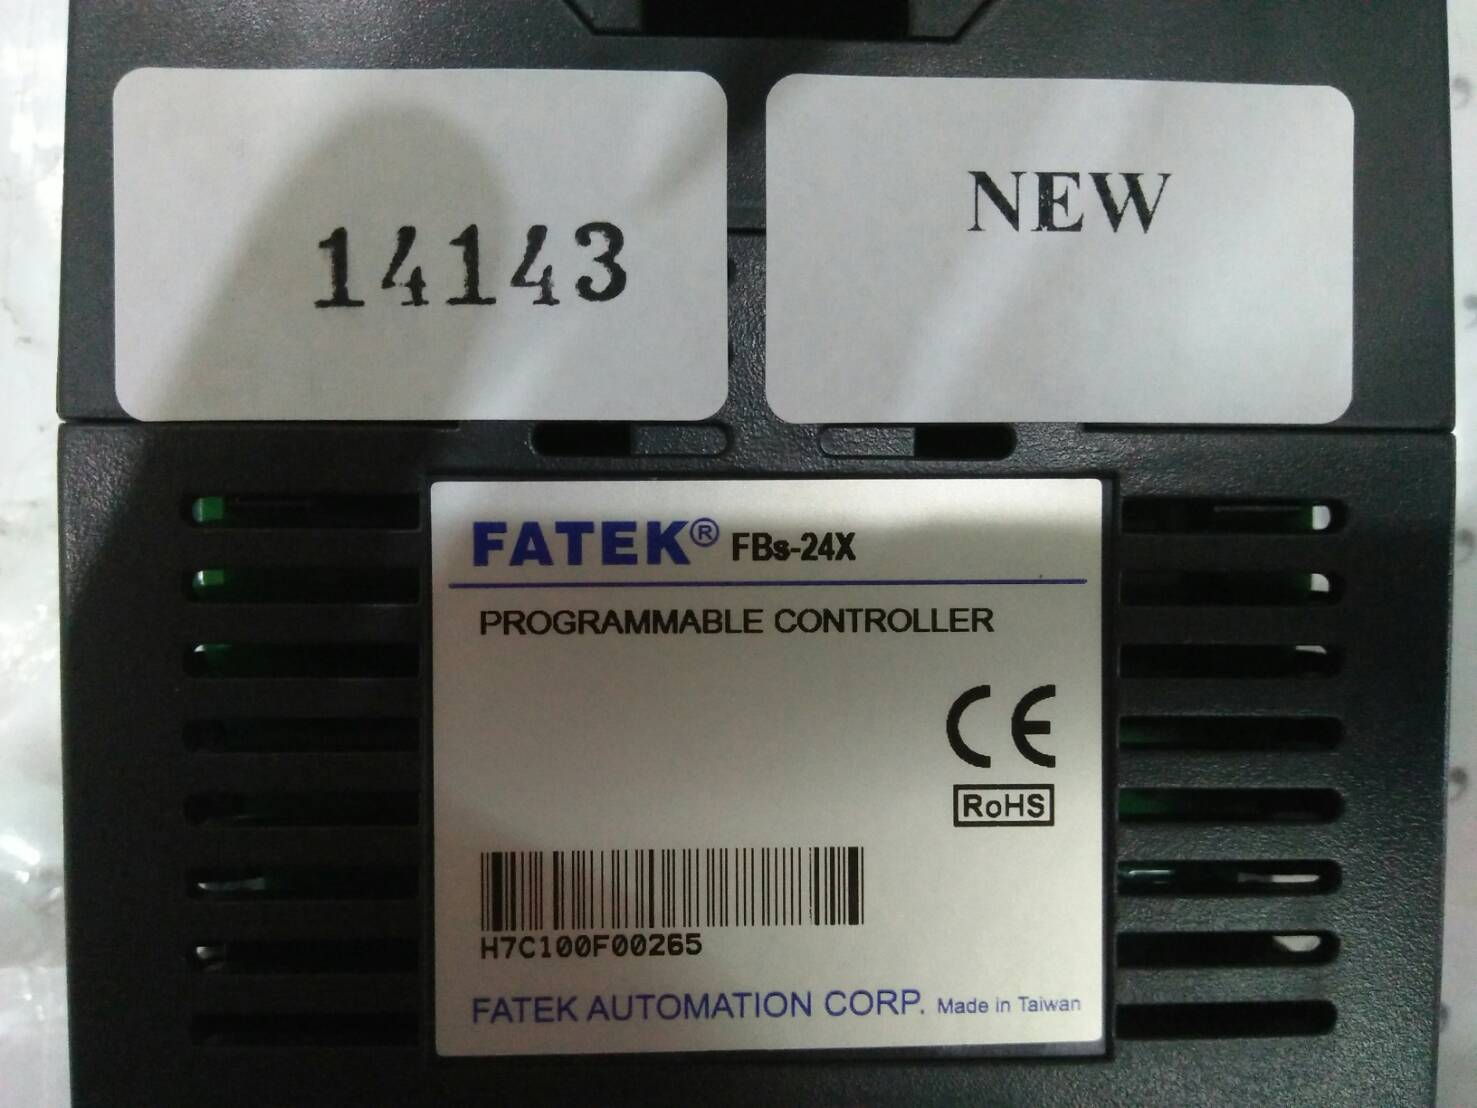 14143
NEW
FATEK® FBs-24X
PROGRAMMABLE CONTROLLER
CE
RoHS
H7C100F00265
FATEK AUTOMATION CORP. Made in Taiwan